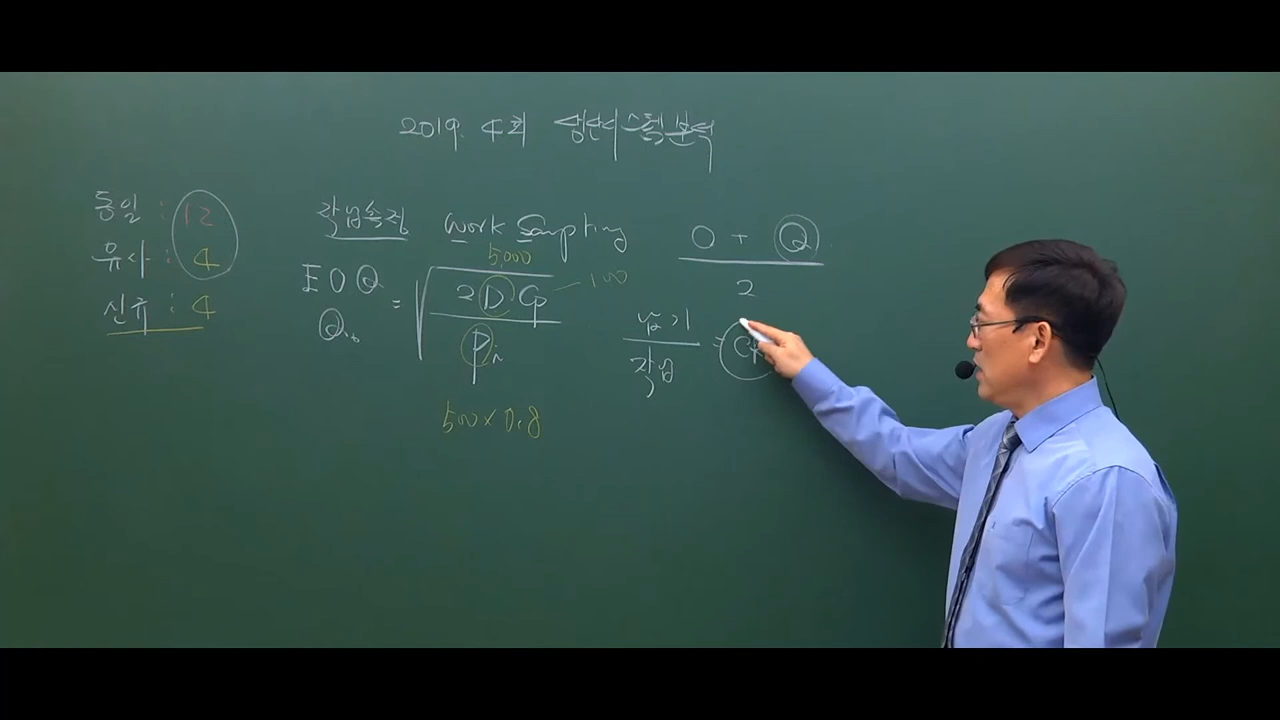 2019. 4회 생산시스템분석
동일 : 12
유사 : 4
신규 : 4
작업측정 Work Sampling
5,000
EOQ = √ 2DCp — 100
Q₀ Pi
500×0.8
0 + Q
2
납기
작업 = CR